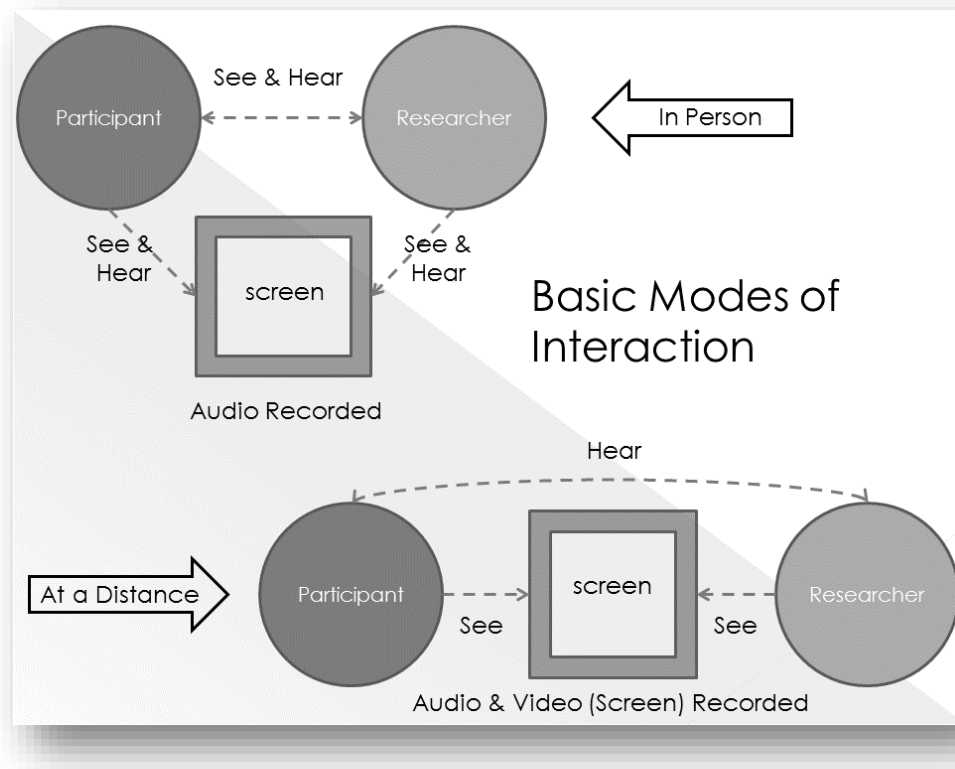 See & Hear
Participant
Researcher
In Person
See &
Hear
See &
Hear
screen
Audio Recorded
Basic Modes of
Interaction
Hear
At a Distance
Participant
screen
Researcher
See
See
Audio & Video (Screen) Recorded